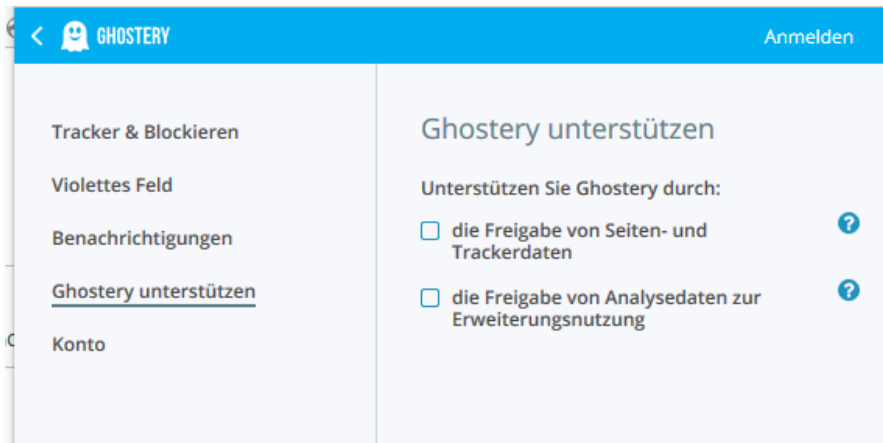 GHOSTERY
Anmelden
Tracker & Blockieren
Violettes Feld
Benachrichtigungen
Ghostery unterstützen
Konto
Ghostery unterstützen
Unterstützen Sie Ghostery durch:
die Freigabe von Seiten- und
Trackerdaten
?
die Freigabe von Analysedaten zur
Erweiterungsnutzung
?